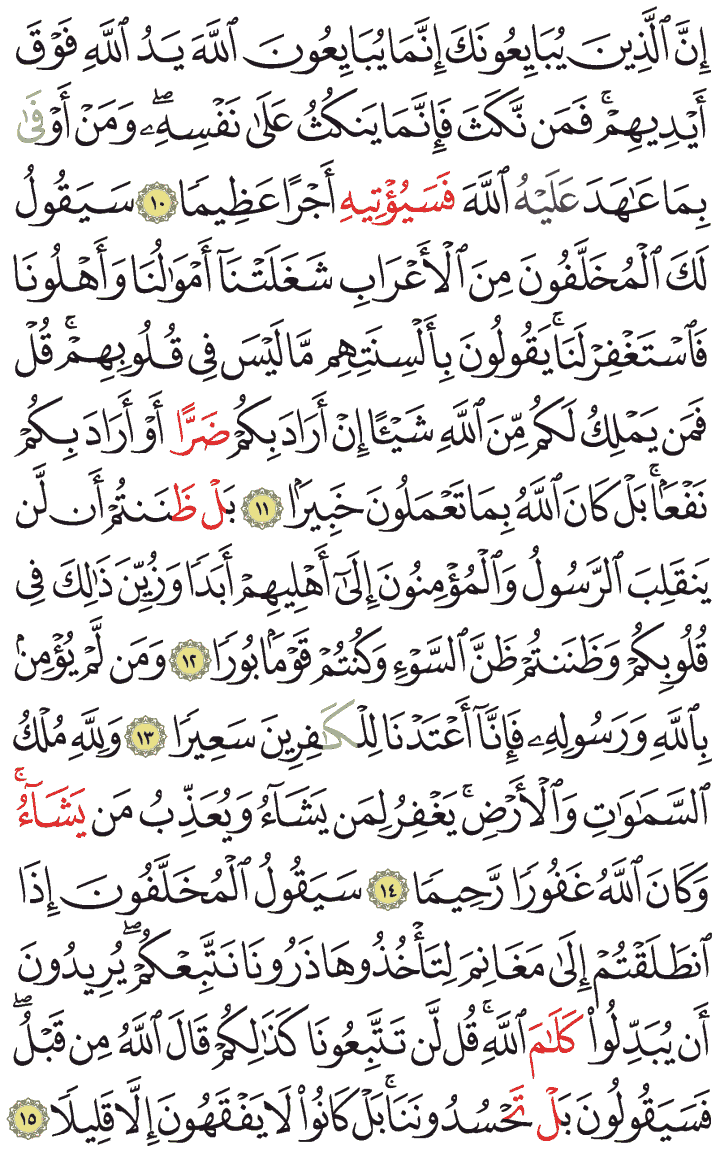 إِنَّ ٱلَّذِينَ يُبَايِعُونَكَ إِنَّمَا يُبَايِعُونَ ٱللَّهَ يَدُ ٱللَّهِ فَوْقَ
أَيْدِيهِمْ ۚ فَمَن نَّكَثَ فَإِنَّمَا يَنكُثُ عَلَىٰ نَفْسِهِۦ ۖ وَمَنْ أَوْفَىٰ
بِمَا عَـٰهَدَ عَلَيْهُ ٱللَّهَ فَسَيُؤْتِيهِ أَجْرًا عَظِيمًا ١٠ سَيَقُولُ
لَكَ ٱلْمُخَلَّفُونَ مِنَ ٱلْأَعْرَابِ شَغَلَتْنَآ أَمْوَٰلُنَا وَأَهْلُونَا
فَٱسْتَغْفِرْ لَنَا ۚ يَقُولُونَ بِأَلْسِنَتِهِم مَّا لَيْسَ فِى قُلُوبِهِمْ ۚ قُلْ
فَمَن يَمْلِكُ لَكُم مِّنَ ٱللَّهِ شَيْـًٔا إِنْ أَرَادَ بِكُمْ ضَرًّا أَوْ أَرَادَ بِكُمْ
نَفْعًۢا ۚ بَلْ كَانَ ٱللَّهُ بِمَا تَعْمَلُونَ خَبِيرًۢا ١١ بَلْ ظَنَنتُمْ أَن لَّن
يَنقَلِبَ ٱلرَّسُولُ وَٱلْمُؤْمِنُونَ إِلَىٰٓ أَهْلِيهِمْ أَبَدًا وَزُيِّنَ ذَٰلِكَ فِى
قُلُوبِكُمْ وَظَنَنتُمْ ظَنَّ ٱلسَّوْءِ وَكُنتُمْ قَوْمًۢا بُورًا ١٢ وَمَن لَّمْ يُؤْمِنۢ
بِٱللَّهِ وَرَسُولِهِۦ فَإِنَّآ أَعْتَدْنَا لِلْكَـٰفِرِينَ سَعِيرًا ١٣ وَلِلَّهِ مُلْكُ
ٱلسَّمَـٰوَٰتِ وَٱلْأَرْضِ ۚ يَغْفِرُ لِمَن يَشَآءُ وَيُعَذِّبُ مَن يَشَآءُ ۚ
وَكَانَ ٱللَّهُ غَفُورًا رَّحِيمًا ١٤ سَيَقُولُ ٱلْمُخَلَّفُونَ إِذَا
ٱنطَلَقْتُمْ إِلَىٰ مَغَانِمَ لِتَأْخُذُوهَا ذَرُونَا نَتَّبِعْكُمْ ۖ يُرِيدُونَ
أَن يُبَدِّلُوا۟ كَلَـٰمَ ٱللَّهِ ۚ قُل لَّن تَتَّبِعُونَا كَذَٰلِكُمْ قَالَ ٱللَّهُ مِن قَبْلُ ۖ
فَسَيَقُولُونَ بَلْ تَحْسُدُونَنَا ۚ بَلْ كَانُوا۟ لَا يَفْقَهُونَ إِلَّا قَلِيلًا ١٥